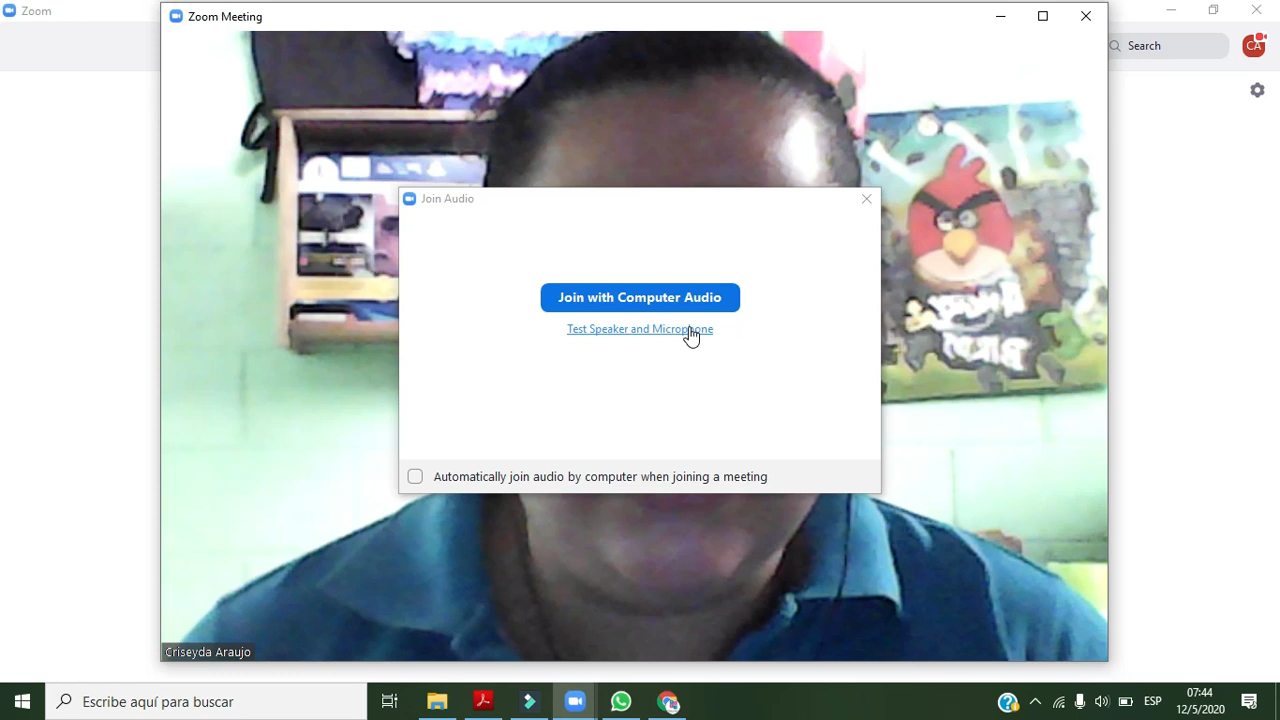 Zoom
Zoom Meeting
Search
CA
Join Audio
Join with Computer Audio
Test Speaker and Microphone
Automatically join audio by computer when joining a meeting
Criseyda Araujo
Escribe aquí para buscar
ESP
07:44
12/5/2020